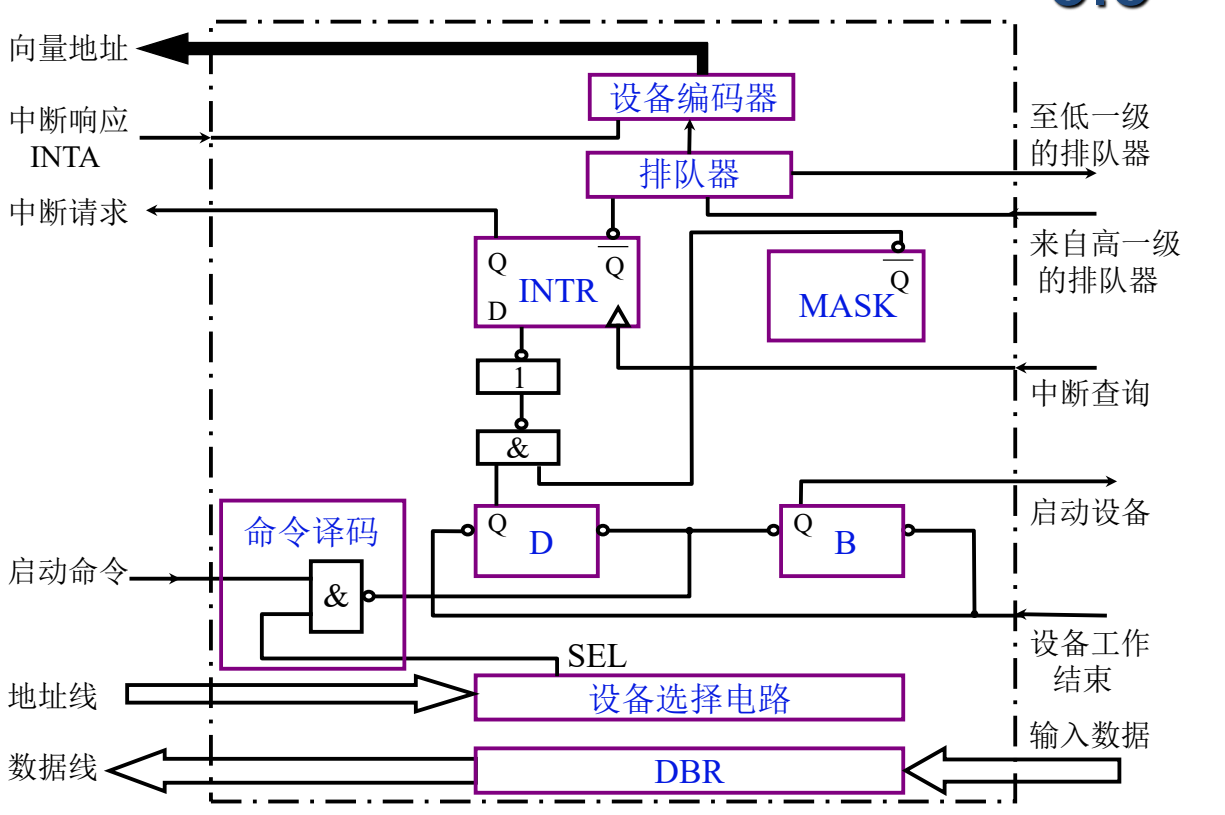 向量地址
设备编码器
中断响应
INTA
至低一级
的排队器
排队器
中断请求
来自高一级
的排队器
Q
Q
INTR
D
Q
MASK
1
中断查询
&
Q
D
Q
B
启动设备
命令译码
启动命令
&
设备工作
结束
SEL
地址线
设备选择电路
输入数据
数据线
DBR